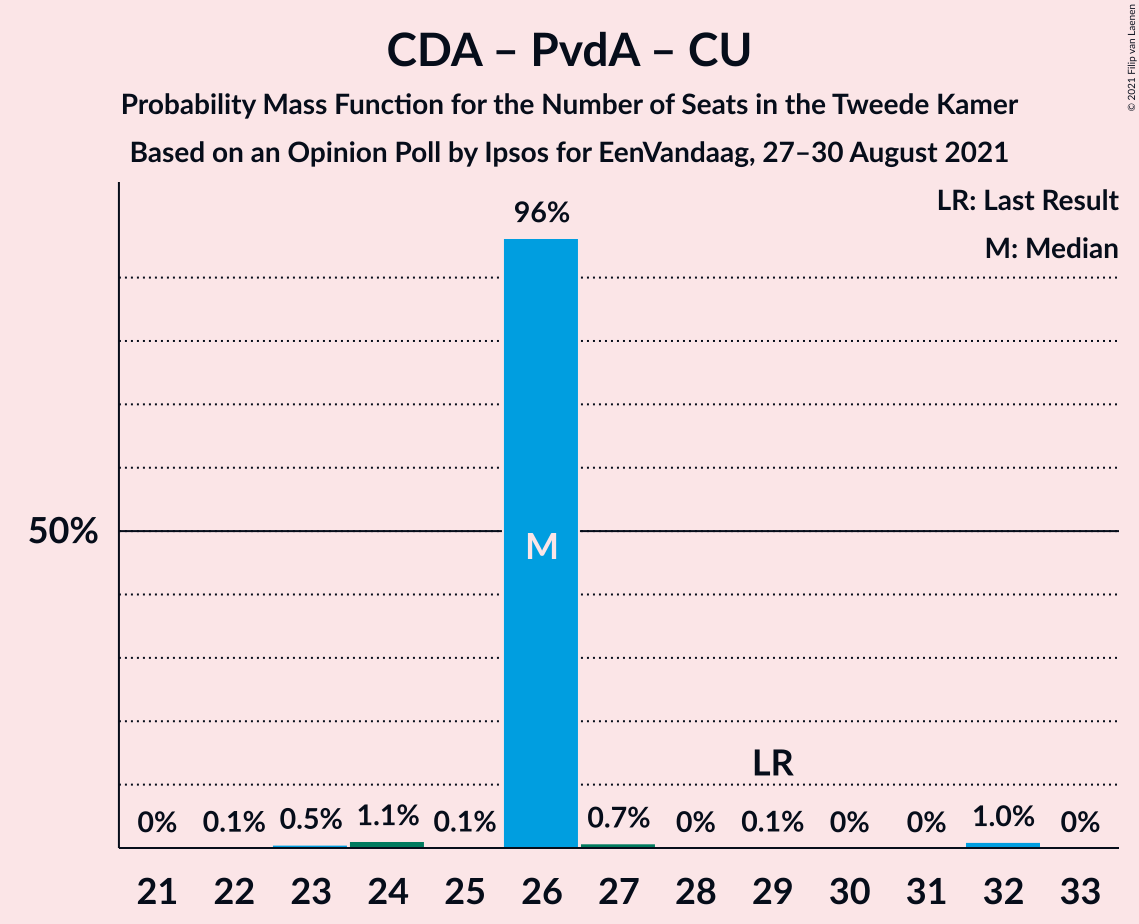 CDA – PvdA – CU
Probability Mass Function for the Number of Seats in the Tweede Kamer
Based on an Opinion Poll by Ipsos for EenVandaag, 27–30 August 2021
© 2021 Filip van Laenen
LR: Last Result
M: Median
96%
50%
M
LR
0% 0.1% 0.5% 1.1% 0.1% 0.7% 0% 0.1% 0% 0% 1.0% 0%
21 22 23 24 25 26 27 28 29 30 31 32 33